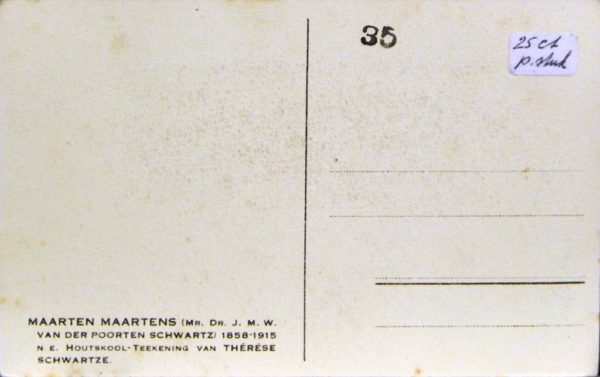 35
25 ct
p. stuk
MAARTEN MAARTENS (MR. DR. J. M. W.
VAN DER POORTEN SCHWARTZ) 1858-1915
N. E. HOUTSKOOL-TEEKENING VAN THÉRÈSE
SCHWARTZE.